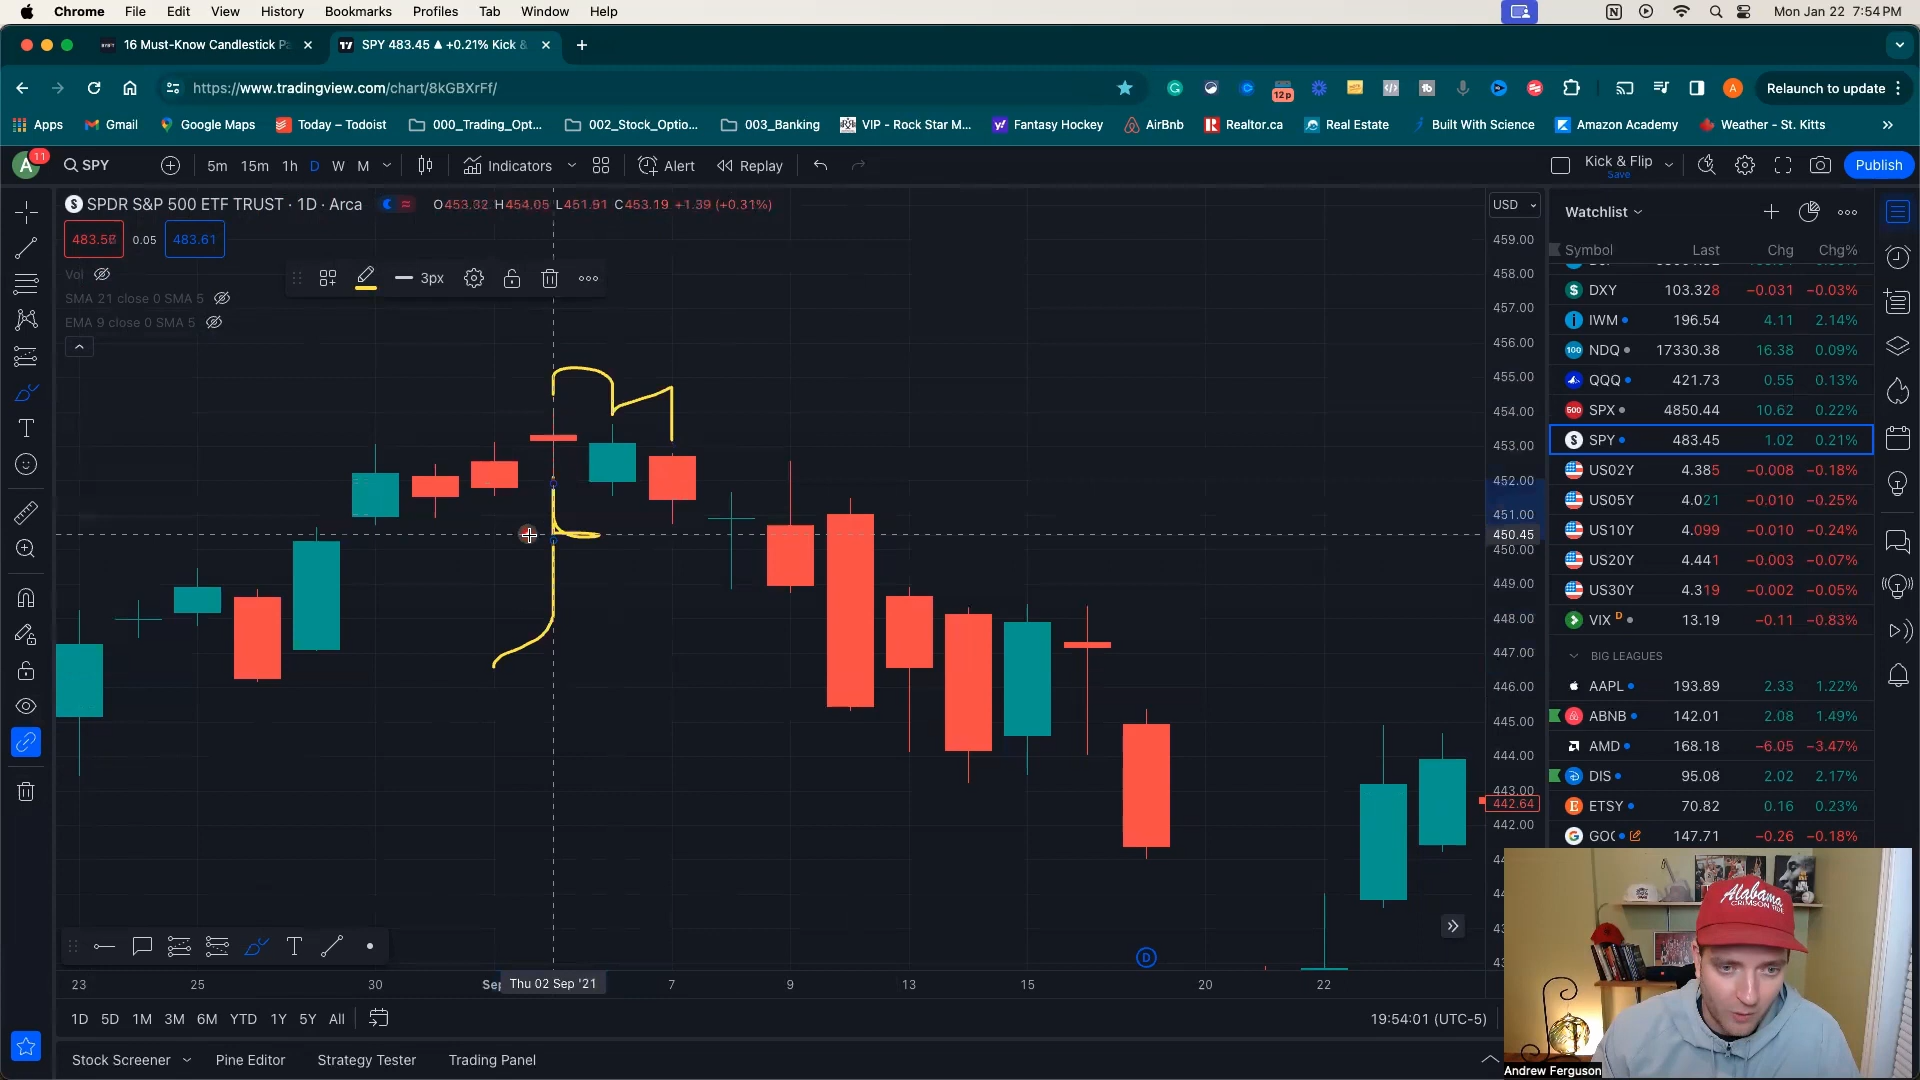 Chrome File Edit View History Bookmarks Profiles Tab Window Help Mon Jan 22 7:54 PM
16 Must-Know Candlestick Pa SPY 483.45 ▲ +0.21% Kick &
https://www.tradingview.com/chart/8kGBXrFf/ 12p A Relaunch to update
Apps Gmail Google Maps Today – Todoist 000_Trading_Opt... 002_Stock_Optio... 003_Banking VIP - Rock Star M... Fantasy Hockey AirBnb Realtor.ca Real Estate Built With Science Amazon Academy Weather - St. Kitts
A 11 SPY 5m 15m 1h D W M Indicators Alert Replay Kick & Flip Save Publish
SPDR S&P 500 ETF TRUST · 1D · Arca O453.32 H454.05 L451.91 C453.19 +1.39 (+0.31%) USD
483.56 0.05 483.61
Vol
3px
SMA 21 close 0 SMA 5
EMA 9 close 0 SMA 5
459.00
458.00
457.00
456.00
455.00
454.00
453.00
452.00
451.00
450.45
450.00
449.00
448.00
447.00
446.00
445.00
444.00
443.00
442.64
442.00
D
23 25 30 Sep Thu 02 Sep '21 7 9 13 15 20 22
1D 5D 1M 3M 6M YTD 1Y 5Y All 19:54:01 (UTC-5)
Stock Screener Pine Editor Strategy Tester Trading Panel
Watchlist
Symbol Last Chg Chg%
DXY 103.328 −0.031 −0.03%
IWM 196.54 4.11 2.14%
NDQ 17330.38 16.38 0.09%
QQQ 421.73 0.55 0.13%
SPX 4850.44 10.62 0.22%
SPY 483.45 1.02 0.21%
US02Y 4.385 −0.008 −0.18%
US05Y 4.021 −0.010 −0.25%
US10Y 4.099 −0.010 −0.24%
US20Y 4.441 −0.003 −0.07%
US30Y 4.319 −0.002 −0.05%
VIX D 13.19 −0.11 −0.83%
BIG LEAGUES
AAPL 193.89 2.33 1.22%
ABNB 142.01 2.08 1.49%
AMD 168.18 −6.05 −3.47%
DIS 95.08 2.02 2.17%
ETSY 70.82 0.16 0.23%
GOO 147.71 −0.26 −0.18%
Alabama
CRIMSON TIDE
Andrew Ferguson